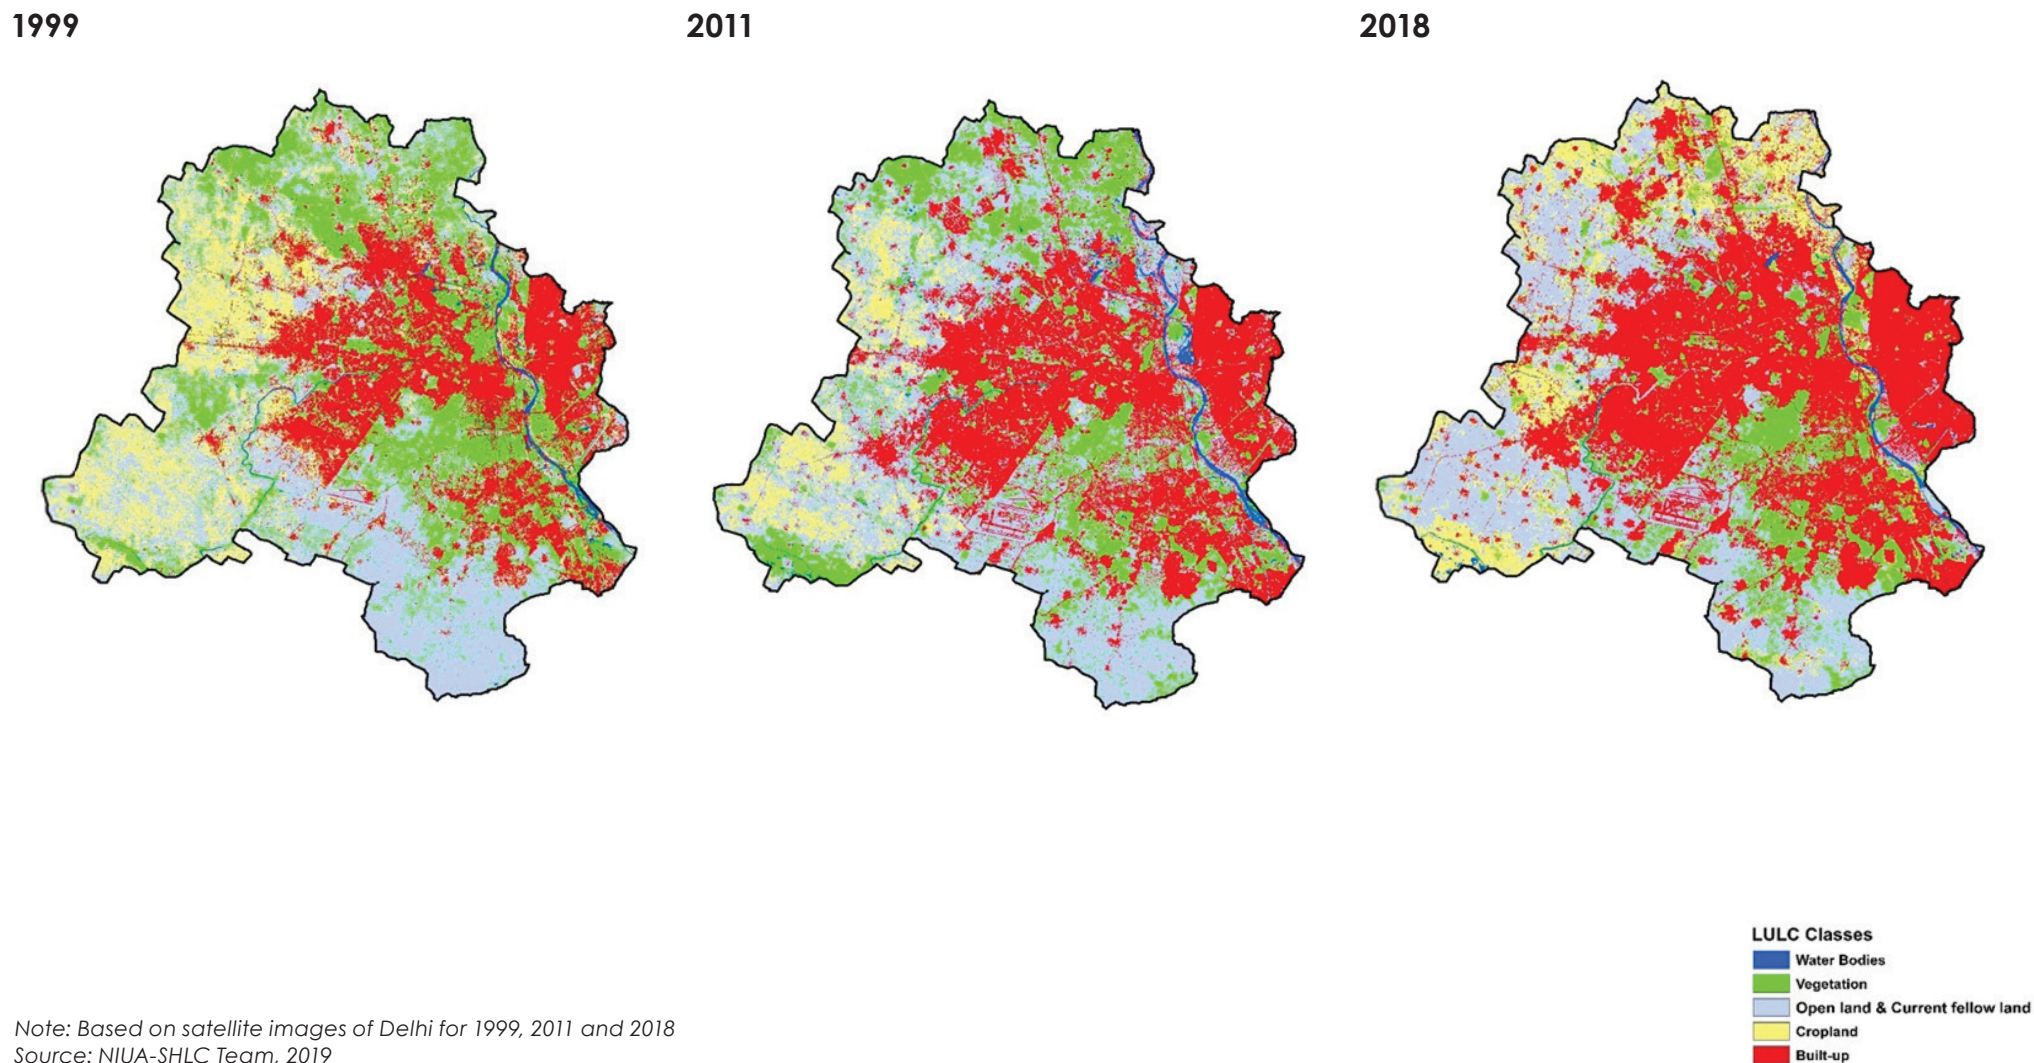 1999
2011
2018
LULC Classes
Water Bodies
Vegetation
Open land & Current fellow land
Cropland
Built-up
Note: Based on satellite images of Delhi for 1999, 2011 and 2018
Source: NIUA-SHLC Team, 2019